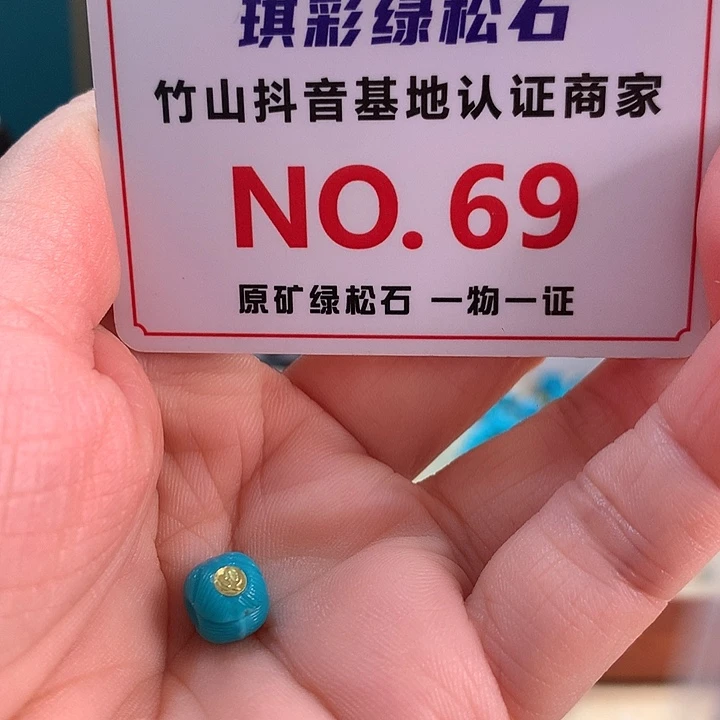 琪彩绿松石
竹山抖音基地认证商家
NO.69
原矿绿松石 一物一证